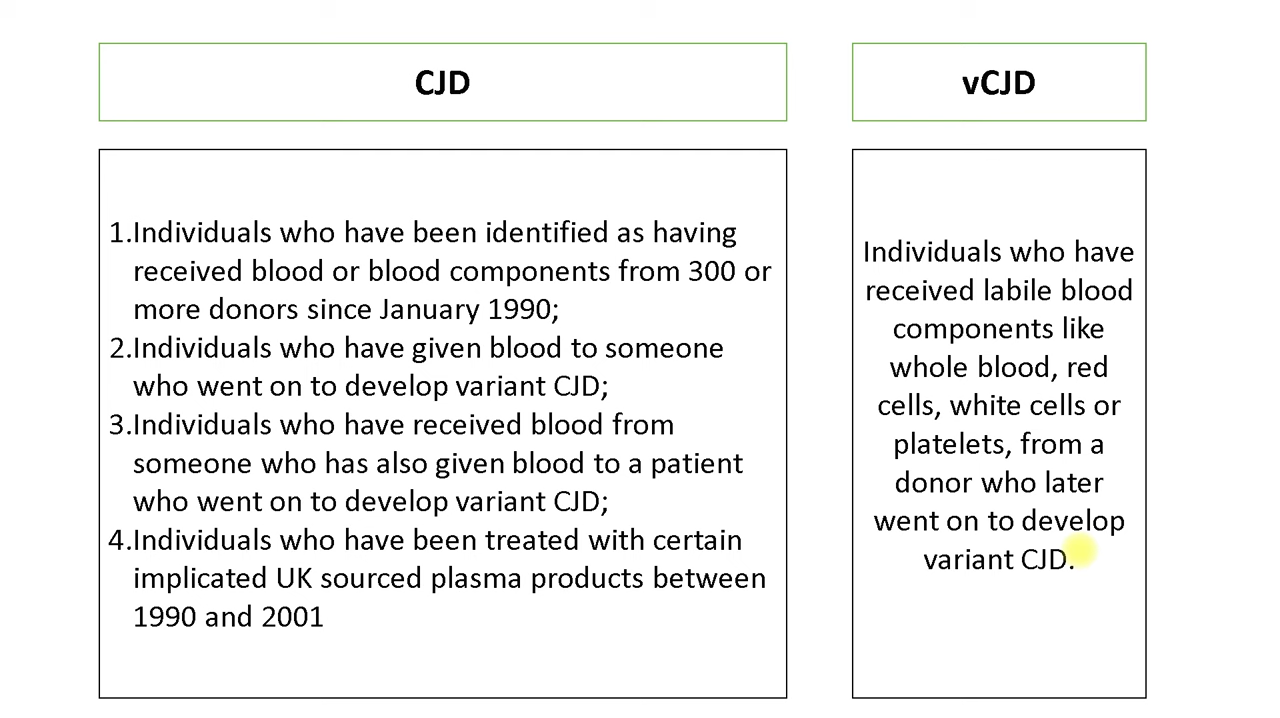 CJD
1.Individuals who have been identified as having
received blood or blood components from 300 or
more donors since January 1990;
2.Individuals who have given blood to someone
who went on to develop variant CJD;
3.Individuals who have received blood from
someone who has also given blood to a patient
who went on to develop variant CJD;
4.Individuals who have been treated with certain
implicated UK sourced plasma products between
1990 and 2001
vCJD
Individuals who have
received labile blood
components like
whole blood, red
cells, white cells or
platelets, from a
donor who later
went on to develop
variant CJD.